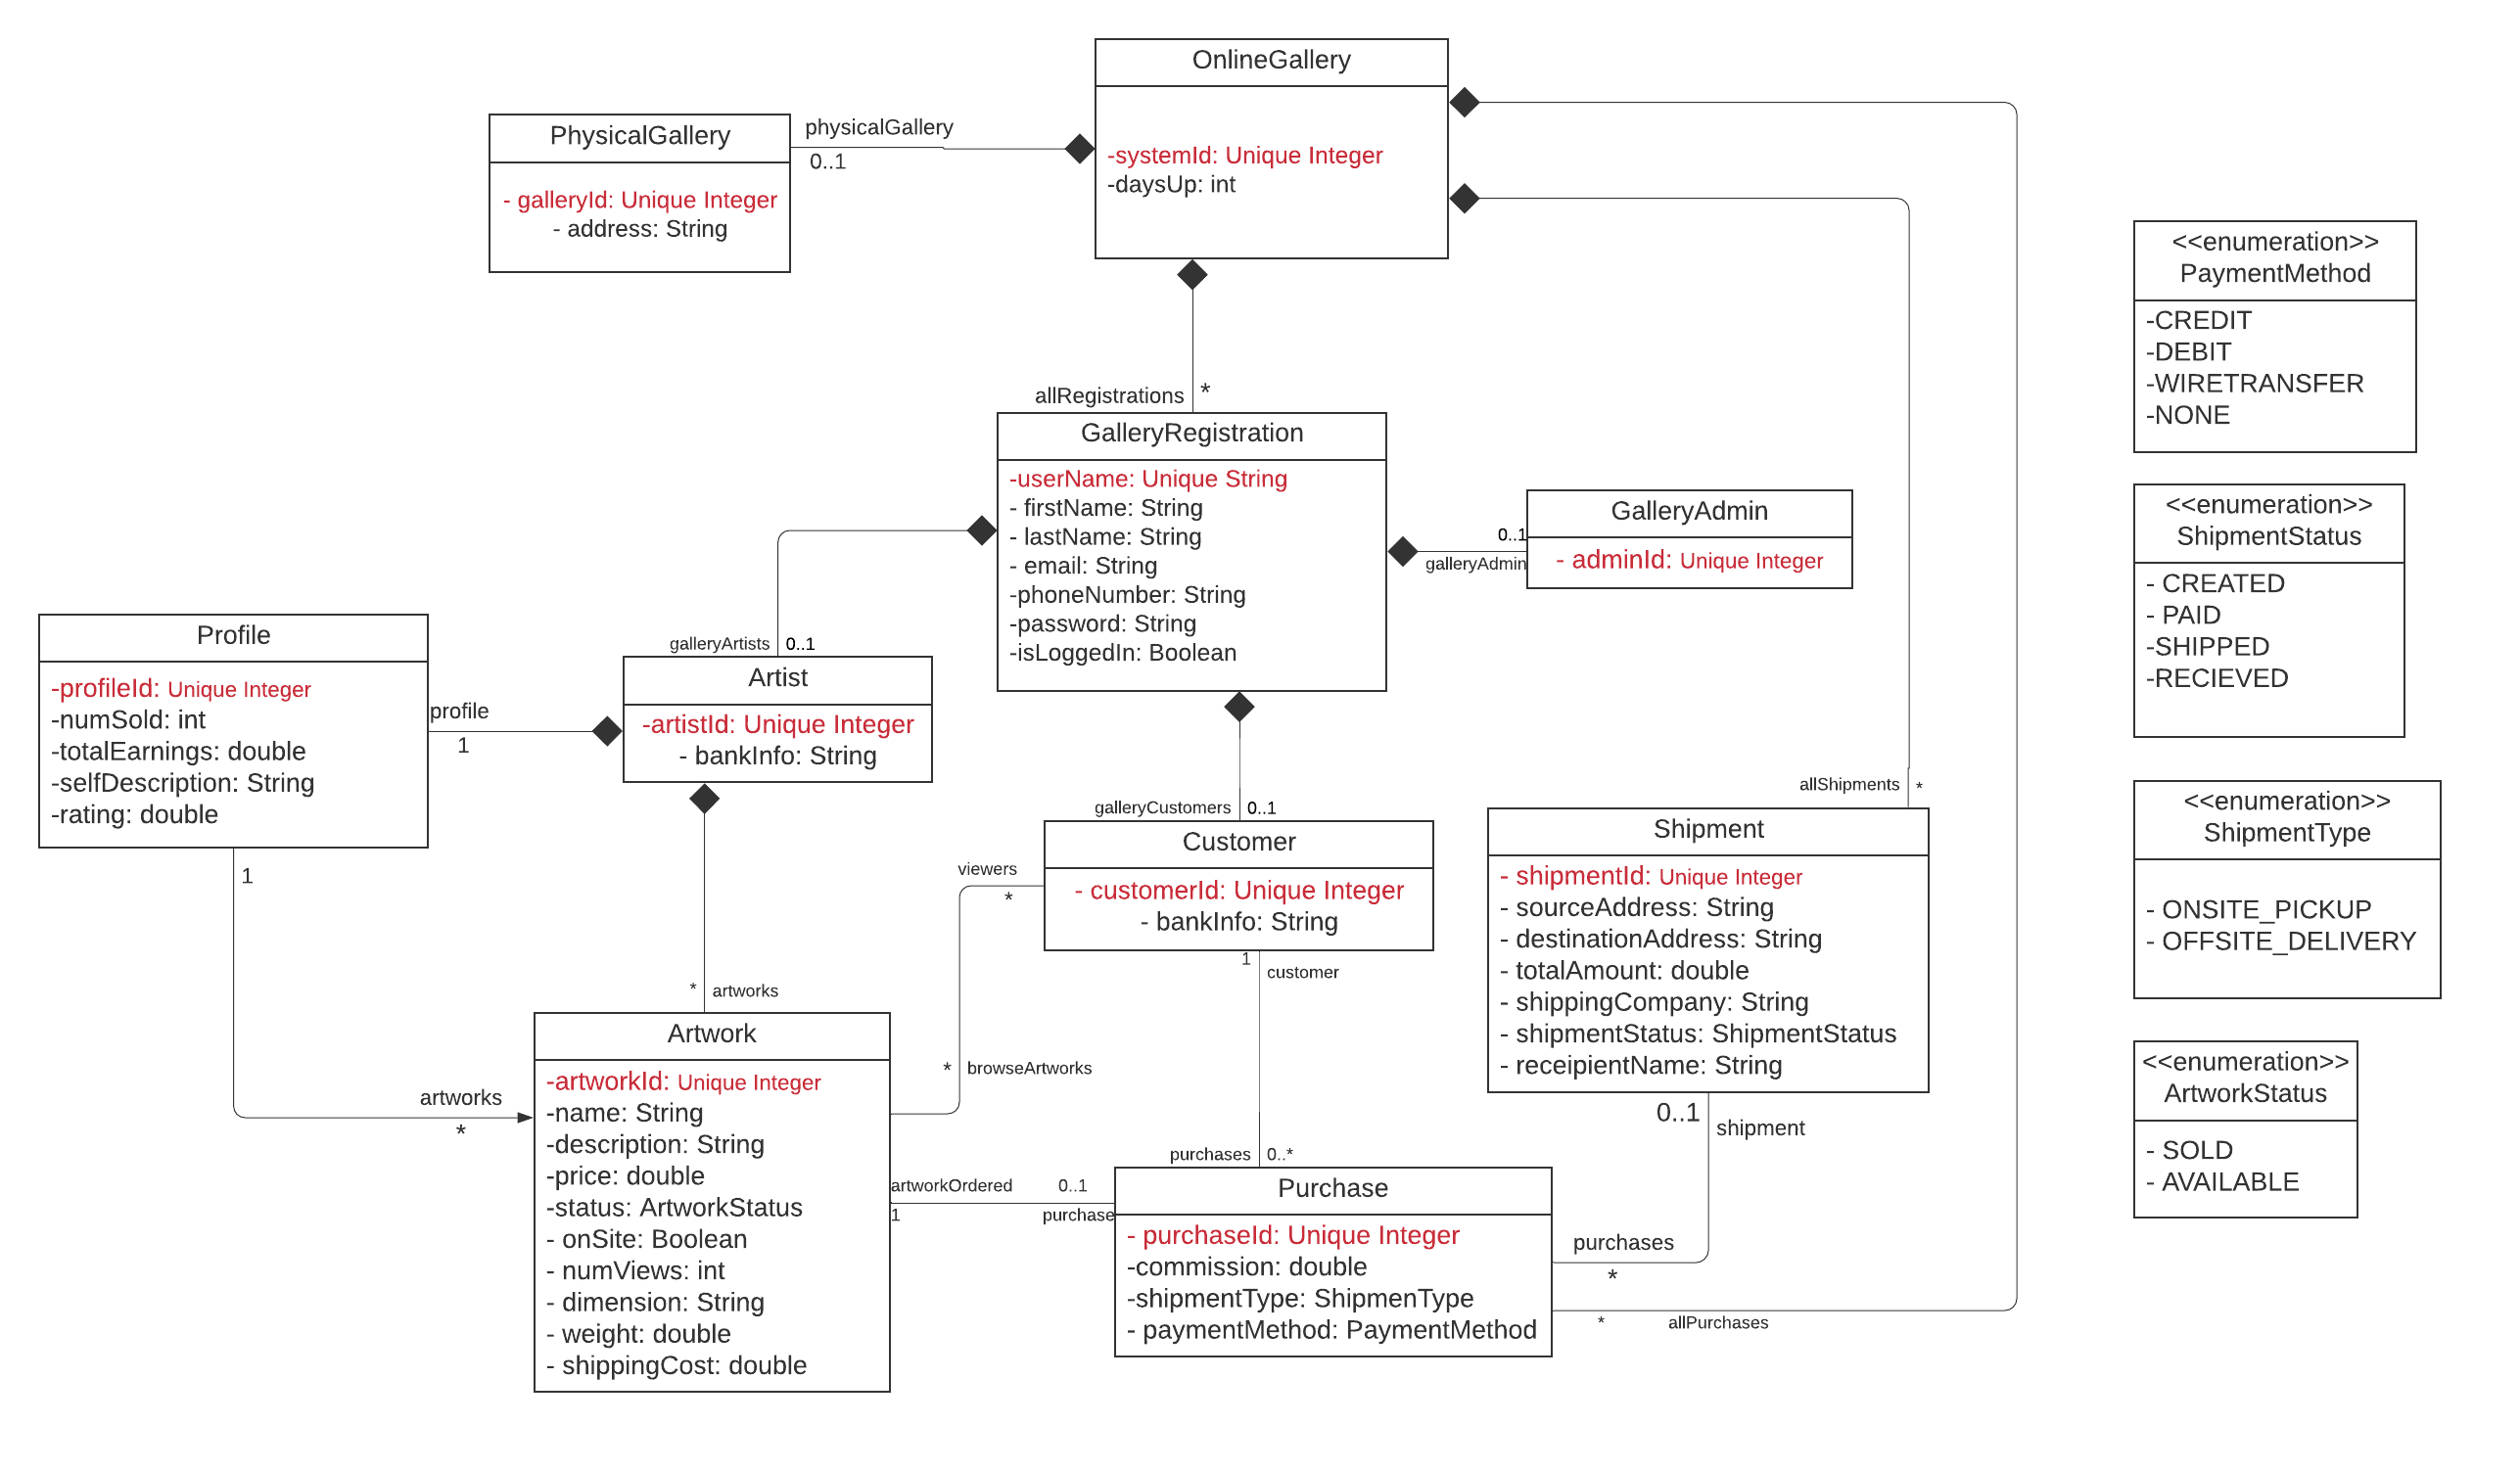 OnlineGallery
-systemId: Unique Integer
-daysUp: int
PhysicalGallery
- galleryId: Unique Integer
- address: String
physicalGallery
0..1
allRegistrations
*
GalleryRegistration
-userName: Unique String
- firstName: String
- lastName: String
- email: String
-phoneNumber: String
-password: String
-isLoggedIn: Boolean
0..1
galleryAdmin
GalleryAdmin
- adminId: Unique Integer
galleryArtists
0..1
Artist
-artistId: Unique Integer
- bankInfo: String
Profile
-profileId: Unique Integer
-numSold: int
-totalEarnings: double
-selfDescription: String
-rating: double
profile
1
1
artworks
*
* artworks
galleryCustomers
0..1
Customer
- customerId: Unique Integer
- bankInfo: String
viewers
*
* browseArtworks
1
customer
allShipments
*
Shipment
- shipmentId: Unique Integer
- sourceAddress: String
- destinationAddress: String
- totalAmount: double
- shippingCompany: String
- shipmentStatus: ShipmentStatus
- receipientName: String
0..1
shipment
Artwork
-artworkId: Unique Integer
-name: String
-description: String
-price: double
-status: ArtworkStatus
- onSite: Boolean
- numViews: int
- dimension: String
- weight: double
- shippingCost: double
artworkOrdered
1
0..1
purchase
purchases
0..*
Purchase
- purchaseId: Unique Integer
-commission: double
-shipmentType: ShipmenType
- paymentMethod: PaymentMethod
purchases
*
*
allPurchases
<<enumeration>>
PaymentMethod
-CREDIT
-DEBIT
-WIRETRANSFER
-NONE
<<enumeration>>
ShipmentStatus
- CREATED
- PAID
-SHIPPED
-RECIEVED
<<enumeration>>
ShipmentType
- ONSITE_PICKUP
- OFFSITE_DELIVERY
<<enumeration>>
ArtworkStatus
- SOLD
- AVAILABLE